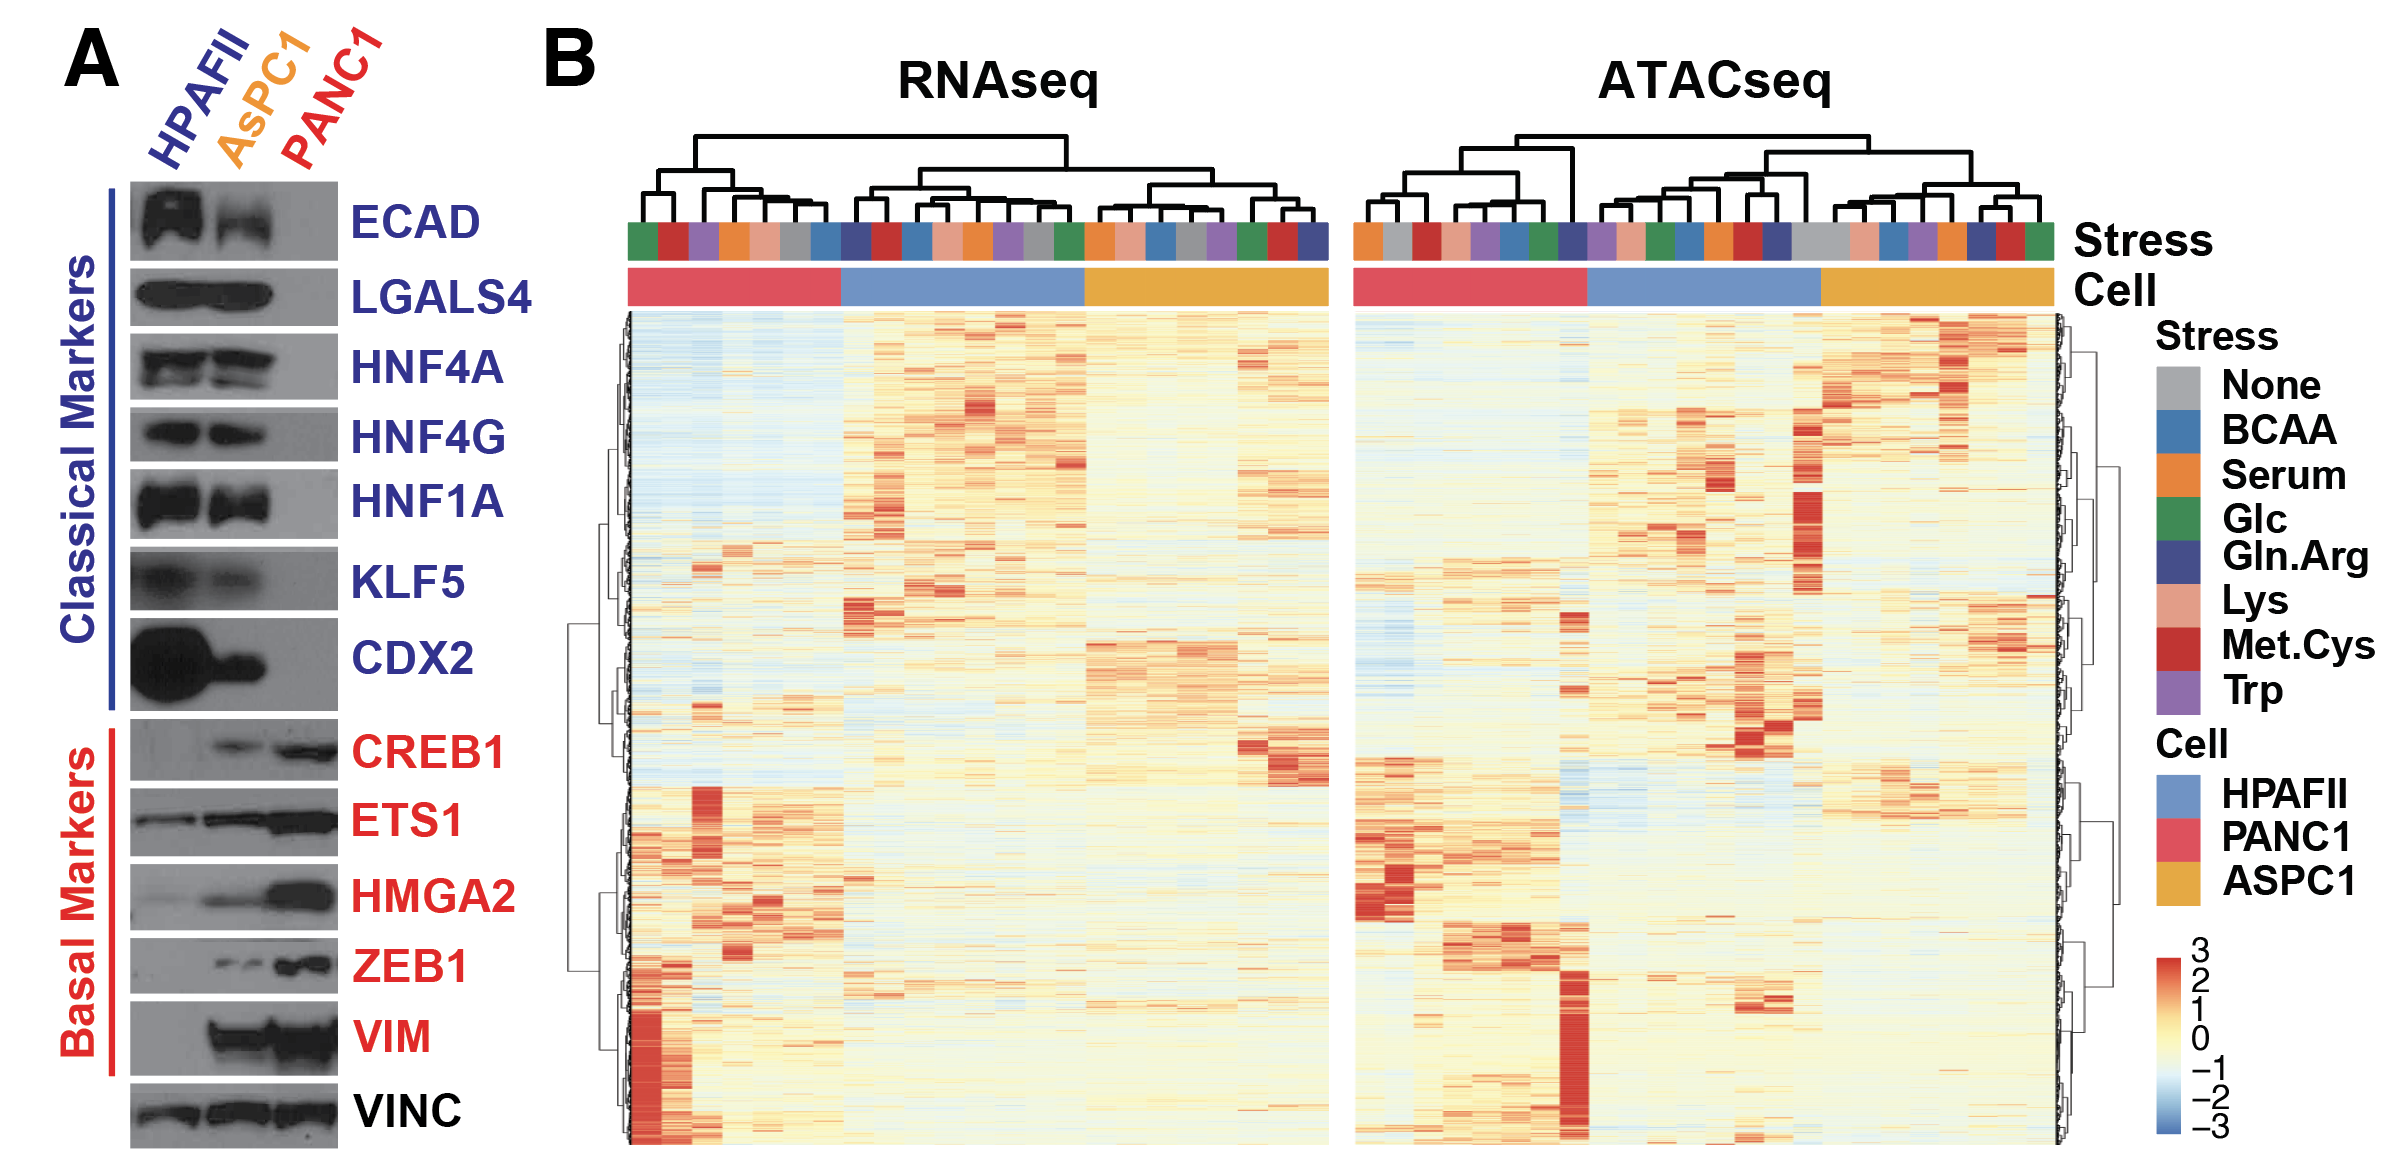 A
HPAFII
AsPC1
PANC1
Classical Markers
ECAD
LGALS4
HNF4A
HNF4G
HNF1A
KLF5
CDX2
Basal Markers
CREB1
ETS1
HMGA2
ZEB1
VIM
VINC
B
RNAseq
ATACseq
Stress
Cell
Stress
None
BCAA
Serum
Glc
Gln.Arg
Lys
Met.Cys
Trp
Cell
HPAFII
PANC1
ASPC1
3
2
1
0
−1
−2
−3